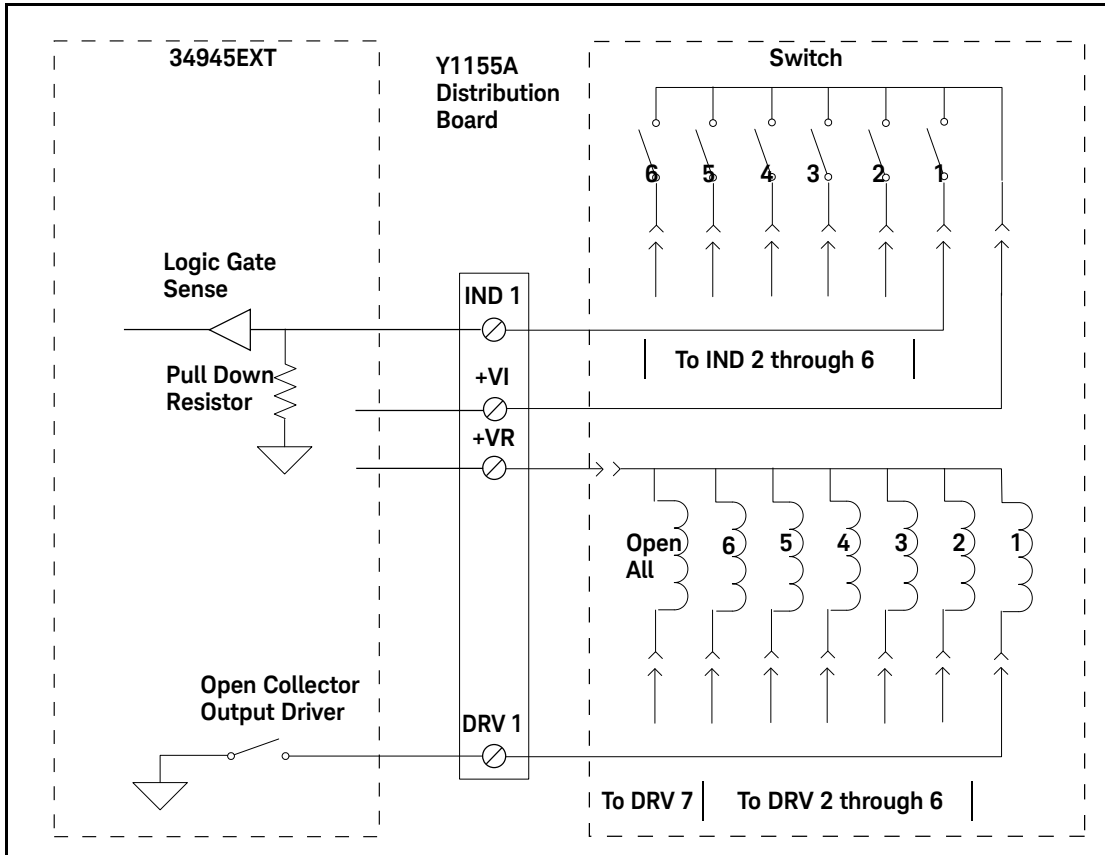 34945EXT
Y1155A
Distribution
Board
Switch
6 5 4 3 2 1
Logic Gate
Sense
IND 1
Pull Down
Resistor
+VI
To IND 2 through 6
+VR
Open
All
6 5 4 3 2 1
Open Collector
Output Driver
DRV 1
To DRV 7
To DRV 2 through 6